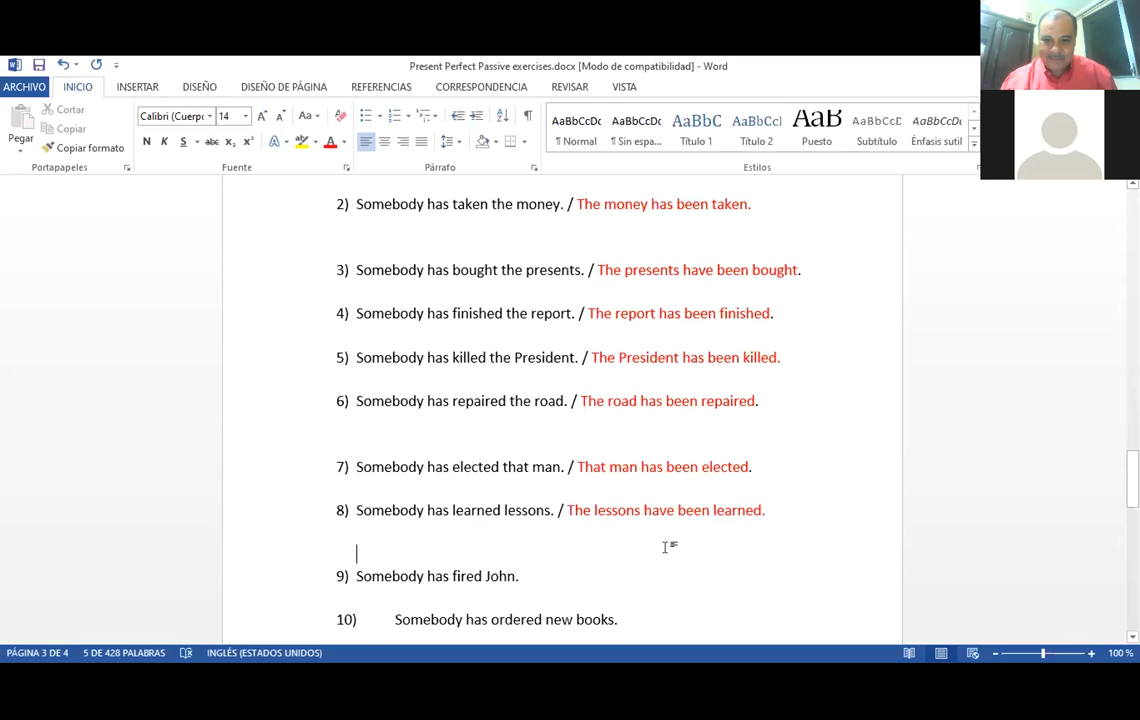 Present Perfect Passive exercises.docx [Modo de compatibilidad] - Word
ARCHIVO INICIO INSERTAR DISEÑO DISEÑO DE PÁGINA REFERENCIAS CORRESPONDENCIA REVISAR VISTA
Pegar
Cortar
Copiar
Copiar formato
Portapapeles
Calibri (Cuerpo 14
N K S abc x₂ x²
Fuente
Párrafo
AaBbCcDc AaBbCcDc AaBbC AaBbCcD AaB AaBbCcD AaBbCcD
¶ Normal ¶ Sin espa... Título 1 Título 2 Puesto Subtítulo Énfasis sutil
Estilos
2) Somebody has taken the money. / The money has been taken.
3) Somebody has bought the presents. / The presents have been bought.
4) Somebody has finished the report. / The report has been finished.
5) Somebody has killed the President. / The President has been killed.
6) Somebody has repaired the road. / The road has been repaired.
7) Somebody has elected that man. / That man has been elected.
8) Somebody has learned lessons. / The lessons have been learned.
9) Somebody has fired John.
10) Somebody has ordered new books.
PÁGINA 3 DE 4 5 DE 428 PALABRAS INGLÉS (ESTADOS UNIDOS) 100 %